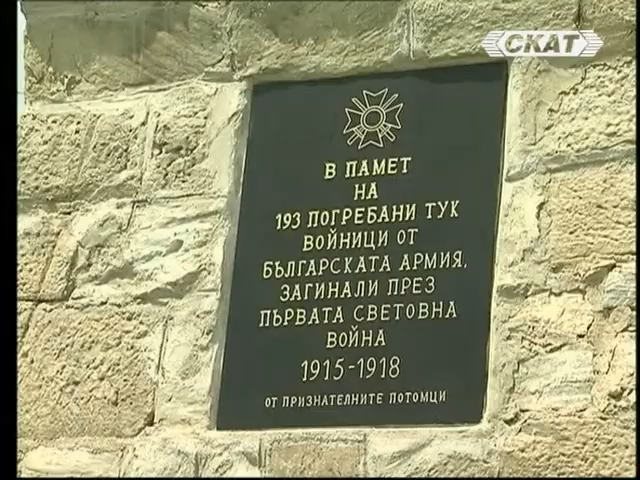 СКАТ
В ПАМЕТ
НА
193 ПОГРЕБАНИ ТУК
ВОЙНИЦИ ОТ
БЪЛГАРСКАТА АРМИЯ,
ЗАГИНАЛИ ПРЕЗ
ПЪРВАТА СВЕТОВНА
ВОЙНА
1915-1918
ОТ ПРИЗНАТЕЛНИТЕ ПОТОМЦИ